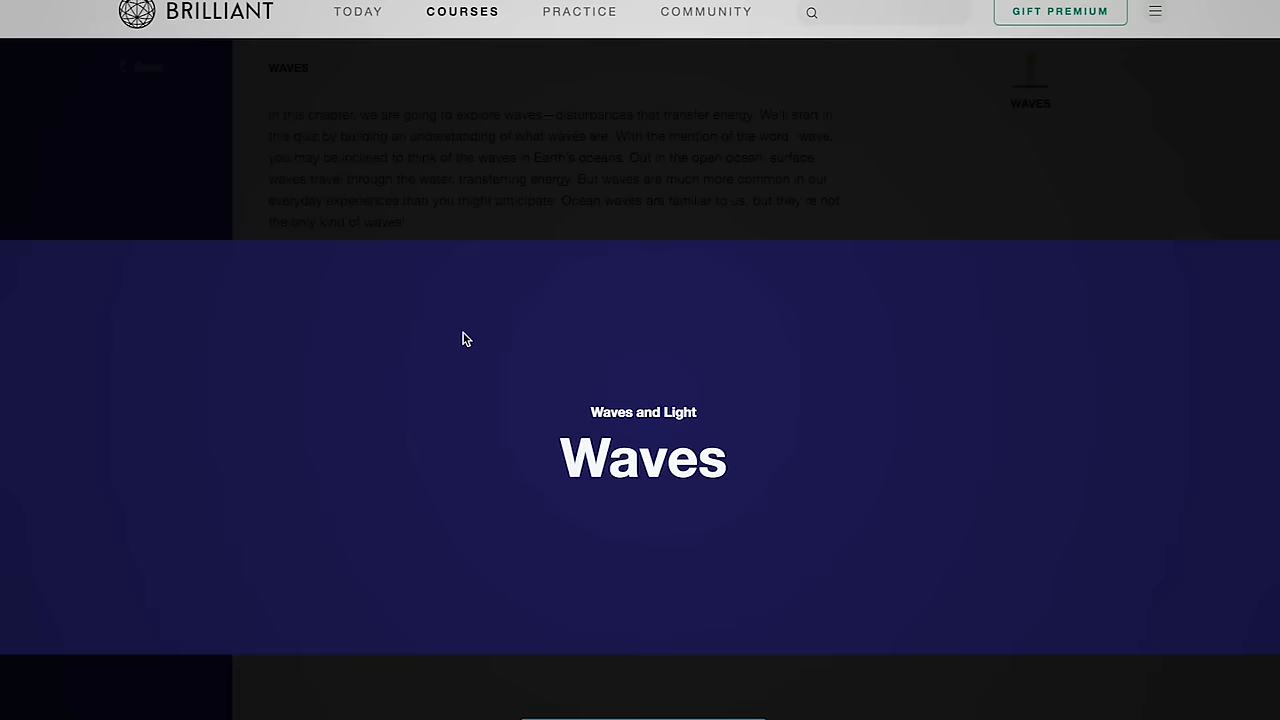 BRILLIANT
TODAY
COURSES
PRACTICE
COMMUNITY
GIFT PREMIUM
WAVES
In this chapter, we are going to explore waves—disturbances that transfer energy. We'll start in
this quiz by building an understanding of what waves are. With the mention of the word, "wave,"
you may be inclined to think of the waves in Earth's oceans. Out in the open ocean, surface
waves travel through the water, transferring energy. But waves are much more common in our
everyday experiences than you might anticipate. Ocean waves are familiar to us, but they're not
the only kind of waves!
WAVES
Waves and Light
Waves